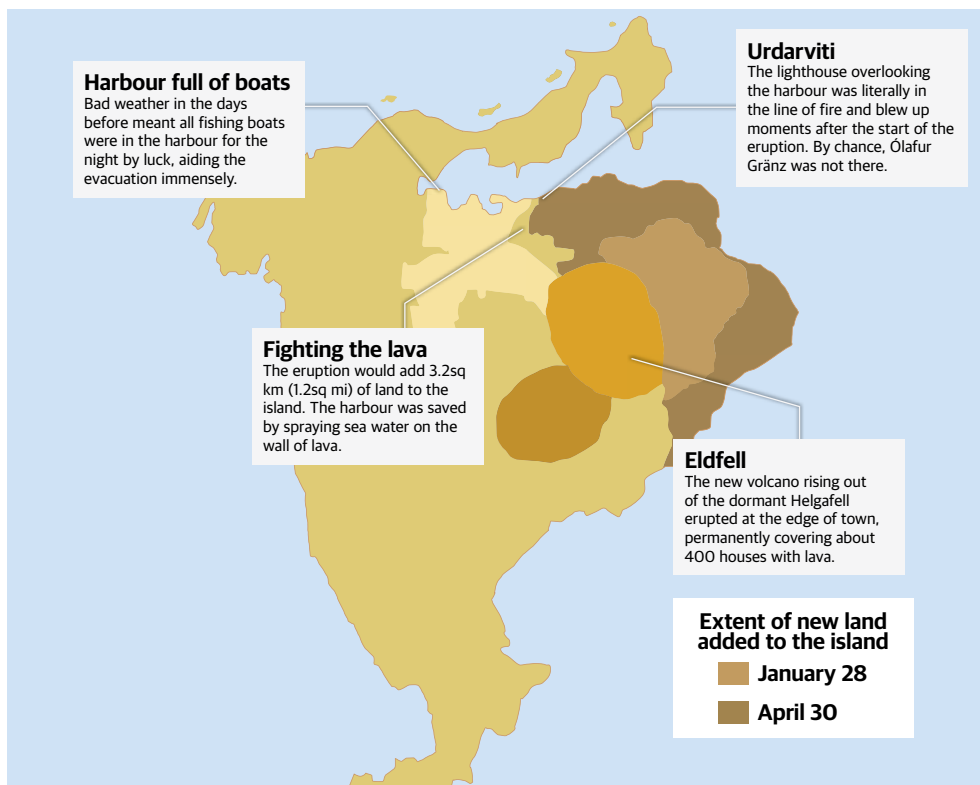 Harbour full of boats
Bad weather in the days
before meant all fishing boats
were in the harbour for the
night by luck, aiding the
evacuation immensely.
Urdarviti
The lighthouse overlooking
the harbour was literally in
the line of fire and blew up
moments after the start of the
eruption. By chance, Ólafur
Gränz was not there.
Fighting the lava
The eruption would add 3.2sq
km (1.2sq mi) of land to the
island. The harbour was saved
by spraying sea water on the
wall of lava.
Eldfell
The new volcano rising out
of the dormant Helgafell
erupted at the edge of town,
permanently covering about
400 houses with lava.
Extent of new land
added to the island
January 28
April 30